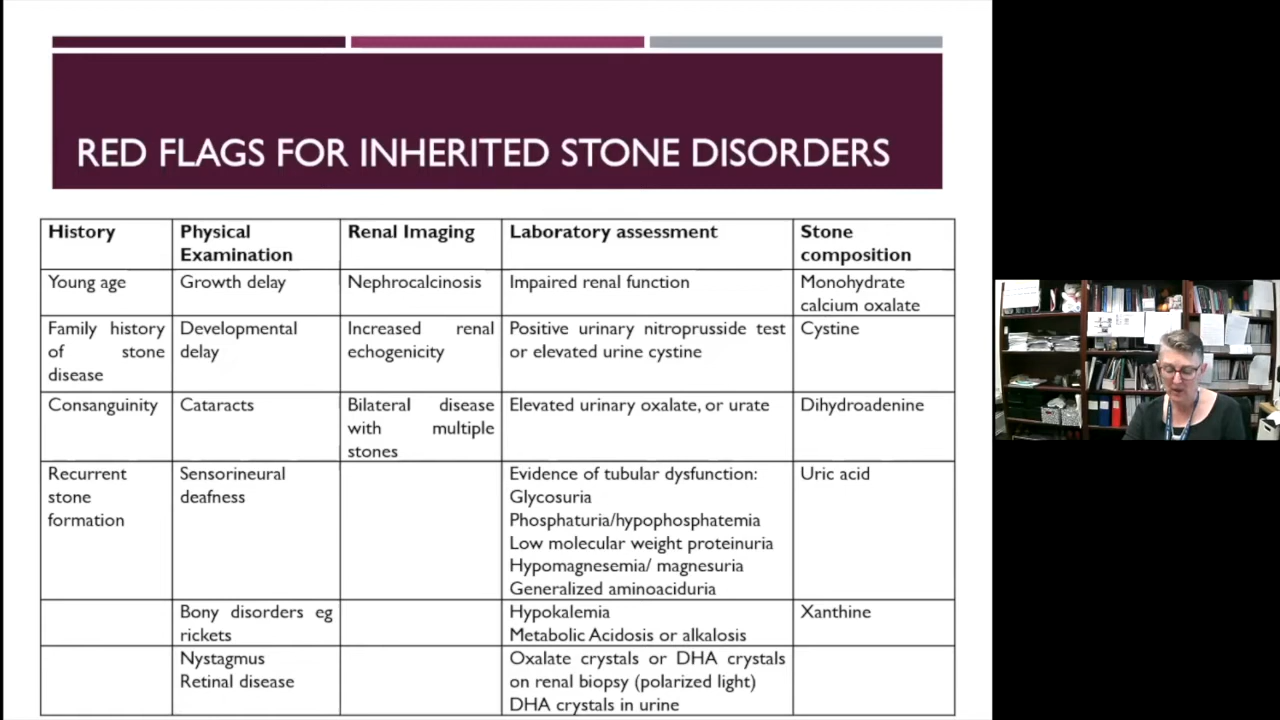 RED FLAGS FOR INHERITED STONE DISORDERS
History
Physical
Examination
Renal Imaging
Laboratory assessment
Stone
composition
Young age
Growth delay
Nephrocalcinosis
Impaired renal function
Monohydrate
calcium oxalate
Family history
of stone
disease
Developmental
delay
Increased renal
echogenicity
Positive urinary nitroprusside test
or elevated urine cystine
Cystine
Consanguinity
Cataracts
Bilateral disease
with multiple
stones
Elevated urinary oxalate, or urate
Dihydroadenine
Recurrent
stone
formation
Sensorineural
deafness
Evidence of tubular dysfunction:
Glycosuria
Phosphaturia/hypophosphatemia
Low molecular weight proteinuria
Hypomagnesemia/ magnesuria
Generalized aminoaciduria
Uric acid
Bony disorders eg
rickets
Hypokalemia
Metabolic Acidosis or alkalosis
Xanthine
Nystagmus
Retinal disease
Oxalate crystals or DHA crystals
on renal biopsy (polarized light)
DHA crystals in urine